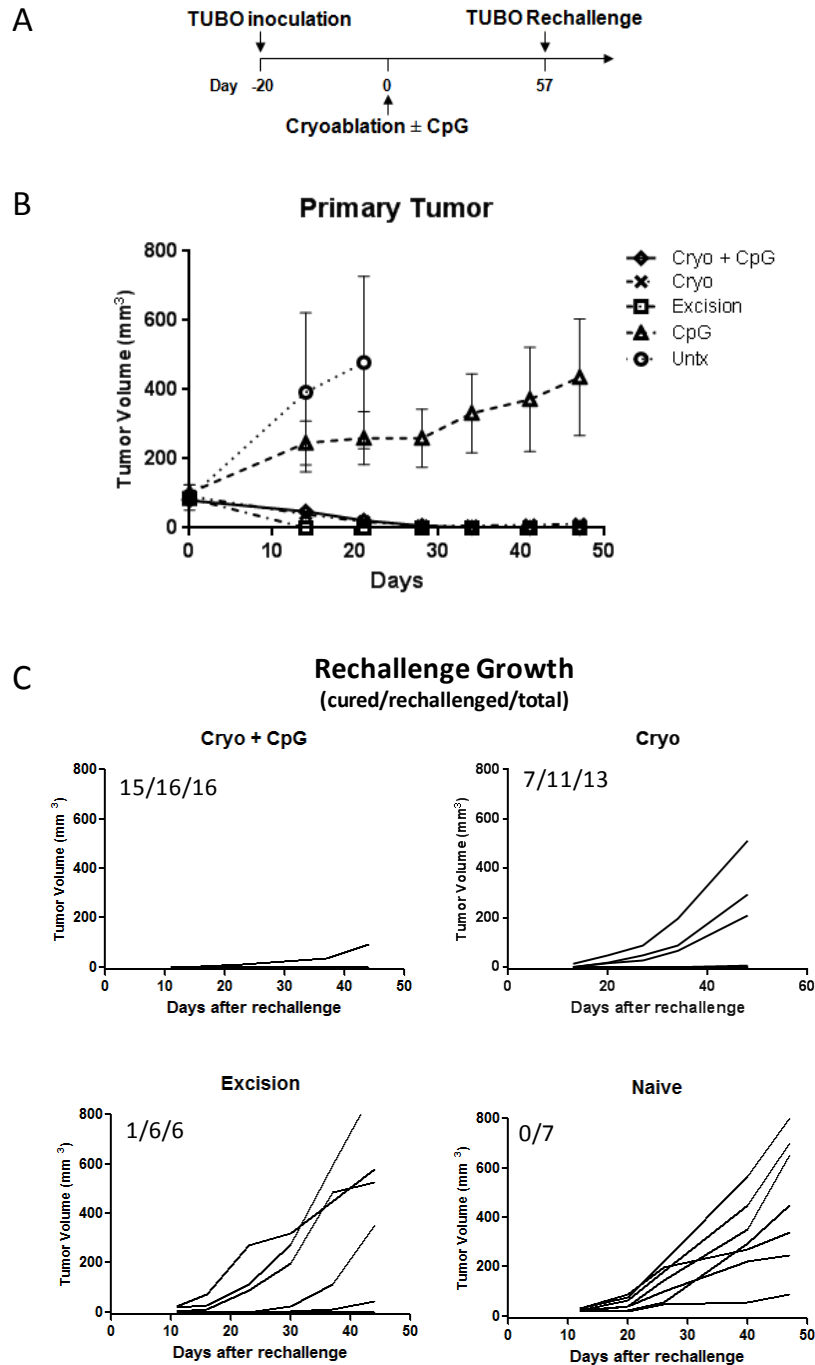 A
TUBO inoculation TUBO Rechallenge
Day -20 0 57
Cryoablation ± CpG
B
Primary Tumor
800
600
400
200
0
Tumor Volume (mm³)
0 10 20 30 40 50
Days
Cryo + CpG
Cryo
Excision
CpG
Untx
C
Rechallenge Growth
(cured/rechallenged/total)
Cryo + CpG
15/16/16
800
600
400
200
0
Tumor Volume (mm ³)
0 10 20 30 40 50
Days after rechallenge
Cryo
7/11/13
800
600
400
200
0
Tumor Volume (mm³)
0 20 40 60
Days after rechallenge
Excision
1/6/6
800
600
400
200
0
Tumor Volume (mm ³)
0 10 20 30 40 50
Days after rechallenge
Naive
0/7
800
600
400
200
0
Tumor Volume (mm ³)
0 10 20 30 40 50
Days after rechallenge